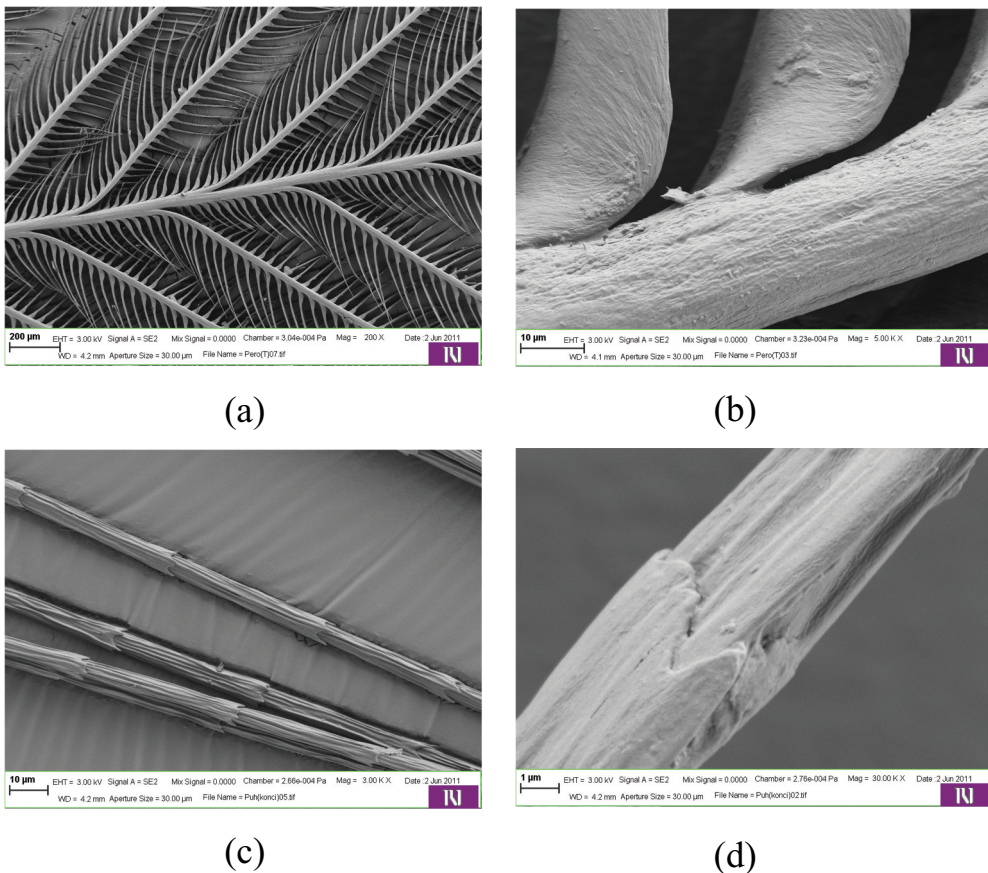 200 µm EHT = 3.00 kV Signal A = SE2 Mix Signal = 0.0000 Chamber = 3.04e-004 Pa Mag = 200 X Date :2 Jun 2011
WD = 4.2 mm Aperture Size = 30.00 µm File Name = Pero(T)07.tif
(a)
10 µm EHT = 3.00 kV Signal A = SE2 Mix Signal = 0.0000 Chamber = 3.23e-004 Pa Mag = 5.00 K X Date :2 Jun 2011
WD = 4.1 mm Aperture Size = 30.00 µm File Name = Pero(T)03.tif
(b)
10 µm EHT = 3.00 kV Signal A = SE2 Mix Signal = 0.0000 Chamber = 2.66e-004 Pa Mag = 3.00 K X Date :2 Jun 2011
WD = 4.2 mm Aperture Size = 30.00 µm File Name = Puh(konci)05.tif
(c)
1 µm EHT = 3.00 kV Signal A = SE2 Mix Signal = 0.0000 Chamber = 2.76e-004 Pa Mag = 30.00 K X Date :2 Jun 2011
WD = 4.2 mm Aperture Size = 30.00 µm File Name = Puh(konci)02.tif
(d)